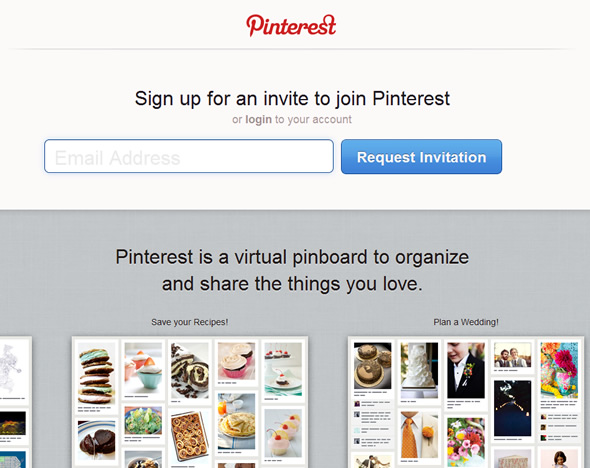 Pinterest
Sign up for an invite to join Pinterest
or login to your account
Email Address
Request Invitation
Pinterest is a virtual pinboard to organize
and share the things you love.
Save your Recipes!
Plan a Wedding!